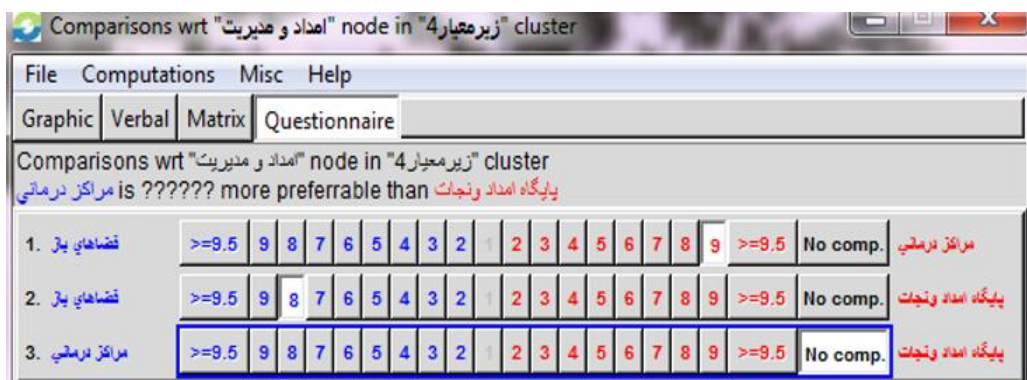 Comparisons wrt "امداد و مدیریت" node in "زیرمعیار4" cluster
X
File Computations Misc Help
Graphic Verbal Matrix Questionnaire
Comparisons wrt "امداد و مدیریت" node in "زیرمعیار4" cluster
مراکز درماني is ?????? more preferrable than پایگاه امداد ونجات
1. فضاهاي باز >=9.5 9 8 7 6 5 4 3 2 1 2 3 4 5 6 7 8 9 >=9.5 No comp. مراکز درماني
2. فضاهاي باز >=9.5 9 8 7 6 5 4 3 2 1 2 3 4 5 6 7 8 9 >=9.5 No comp. پایگاه امداد ونجات
3. مراکز درماني >=9.5 9 8 7 6 5 4 3 2 1 2 3 4 5 6 7 8 9 >=9.5 No comp. پایگاه امداد ونجات